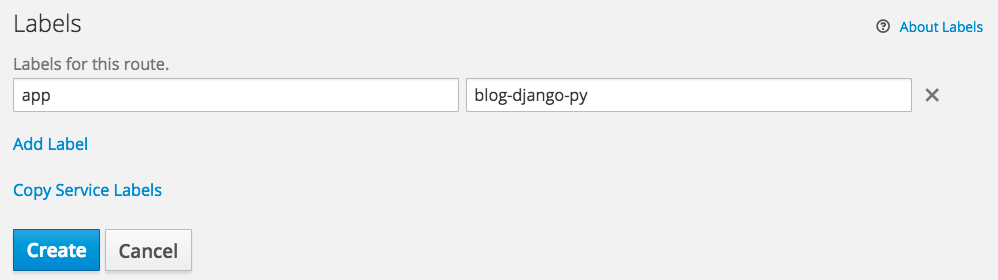 Labels
About Labels
Labels for this route.
app blog-django-py
Add Label
Copy Service Labels
Create Cancel